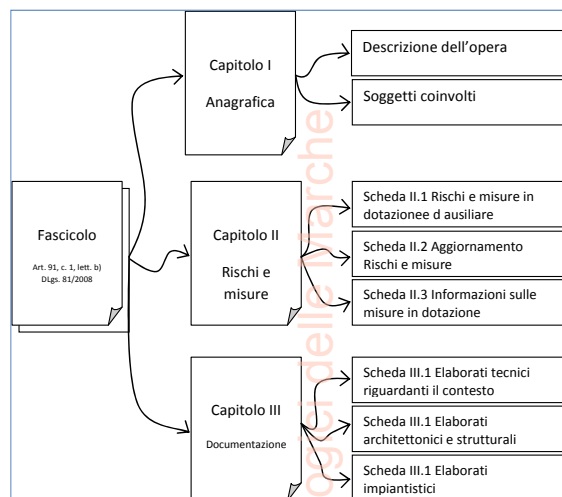 Fascicolo
Art. 91, c. 1, lett. b)
DLgs. 81/2008
Capitolo I
Anagrafica
Descrizione dell'opera
Soggetti coinvolti
Capitolo II
Rischi e
misure
Scheda II.1 Rischi e misure in
dotazionee d ausiliare
Scheda II.2 Aggiornamento
Rischi e misure
Scheda II.3 Informazioni sulle
misure in dotazione
Capitolo III
Documentazione
Scheda III.1 Elaborati tecnici
riguardanti il contesto
Scheda III.1 Elaborati
architettonici e strutturali
Scheda III.1 Elaborati
impiantistici
delle Marche